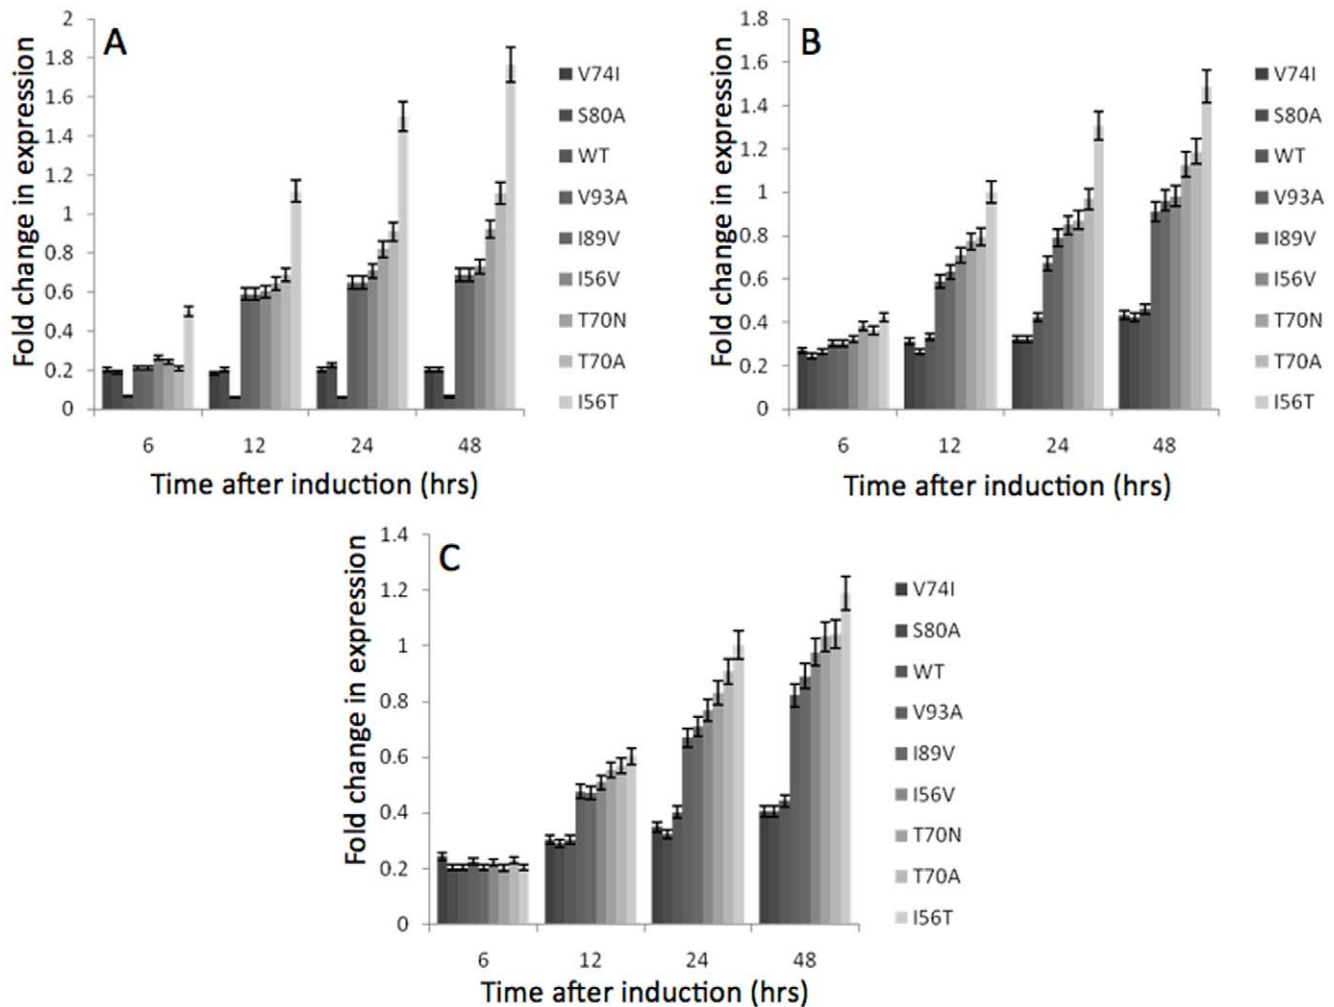 A
Fold change in expression
2
1.8
1.6
1.4
1.2
1
0.8
0.6
0.4
0.2
0
6 12 24 48
Time after induction (hrs)
V74I
S80A
WT
V93A
I89V
I56V
T70N
T70A
I56T
B
Fold change in expression
1.8
1.6
1.4
1.2
1
0.8
0.6
0.4
0.2
0
6 12 24 48
Time after induction (hrs)
V74I
S80A
WT
V93A
I89V
I56V
T70N
T70A
I56T
C
Fold change in expression
1.4
1.2
1
0.8
0.6
0.4
0.2
0
6 12 24 48
Time after induction (hrs)
V74I
S80A
WT
V93A
I89V
I56V
T70N
T70A
I56T